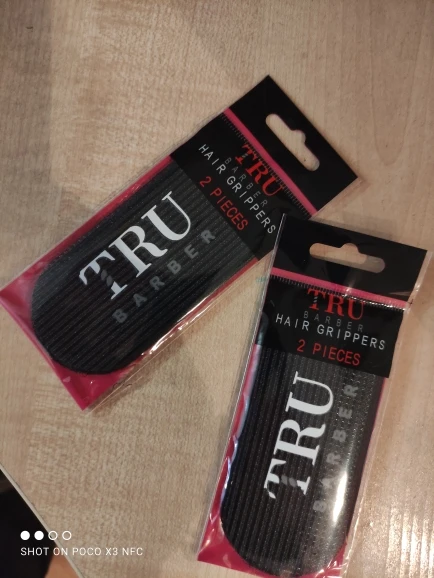 TRU
BARBER
HAIR GRIPPERS
2 PIECES
TRU
BARBER
TRU
BARBER
HAIR GRIPPERS
2 PIECES
TRU
BARBER
SHOT ON POCO X3 NFC